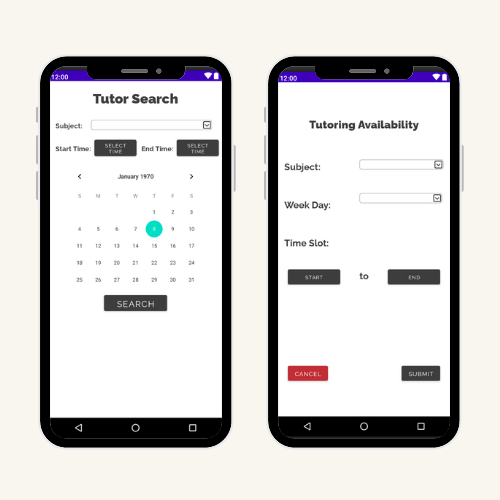 12:00
Tutor Search
Subject:
Start Time: SELECT TIME End Time: SELECT TIME
January 1970
S M T W T F S
1 2 3
4 5 6 7 8 9 10
11 12 13 14 15 16 17
18 19 20 21 22 23 24
25 26 27 28 29 30 31
SEARCH
12:00
Tutoring Availability
Subject:
Week Day:
Time Slot:
START to END
CANCEL SUBMIT